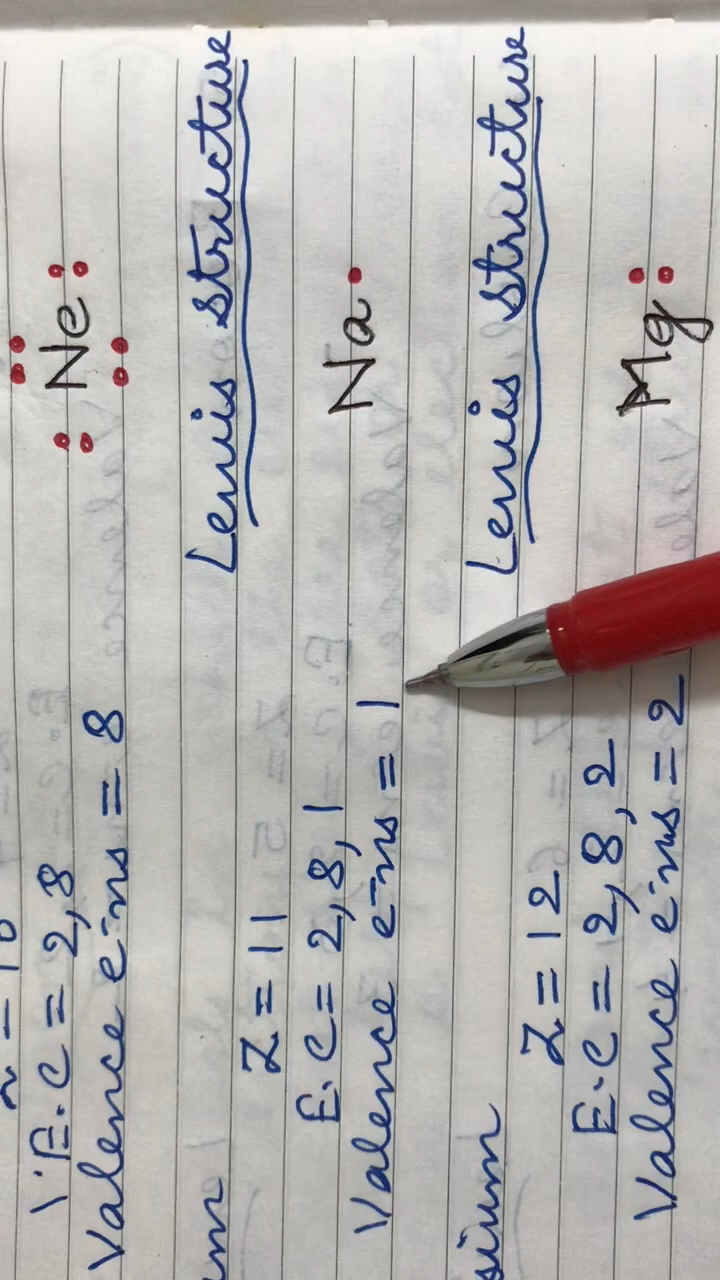 E.C = 2,8 Ne
Valence e⁻ns = 8
Lewis structure
Z = 11
E.C = 2,8,1 Na
Valence e⁻ns = 1
sium Lewis structure
Z = 12
E.C = 2,8,2 Mg
Valence e⁻ns = 2